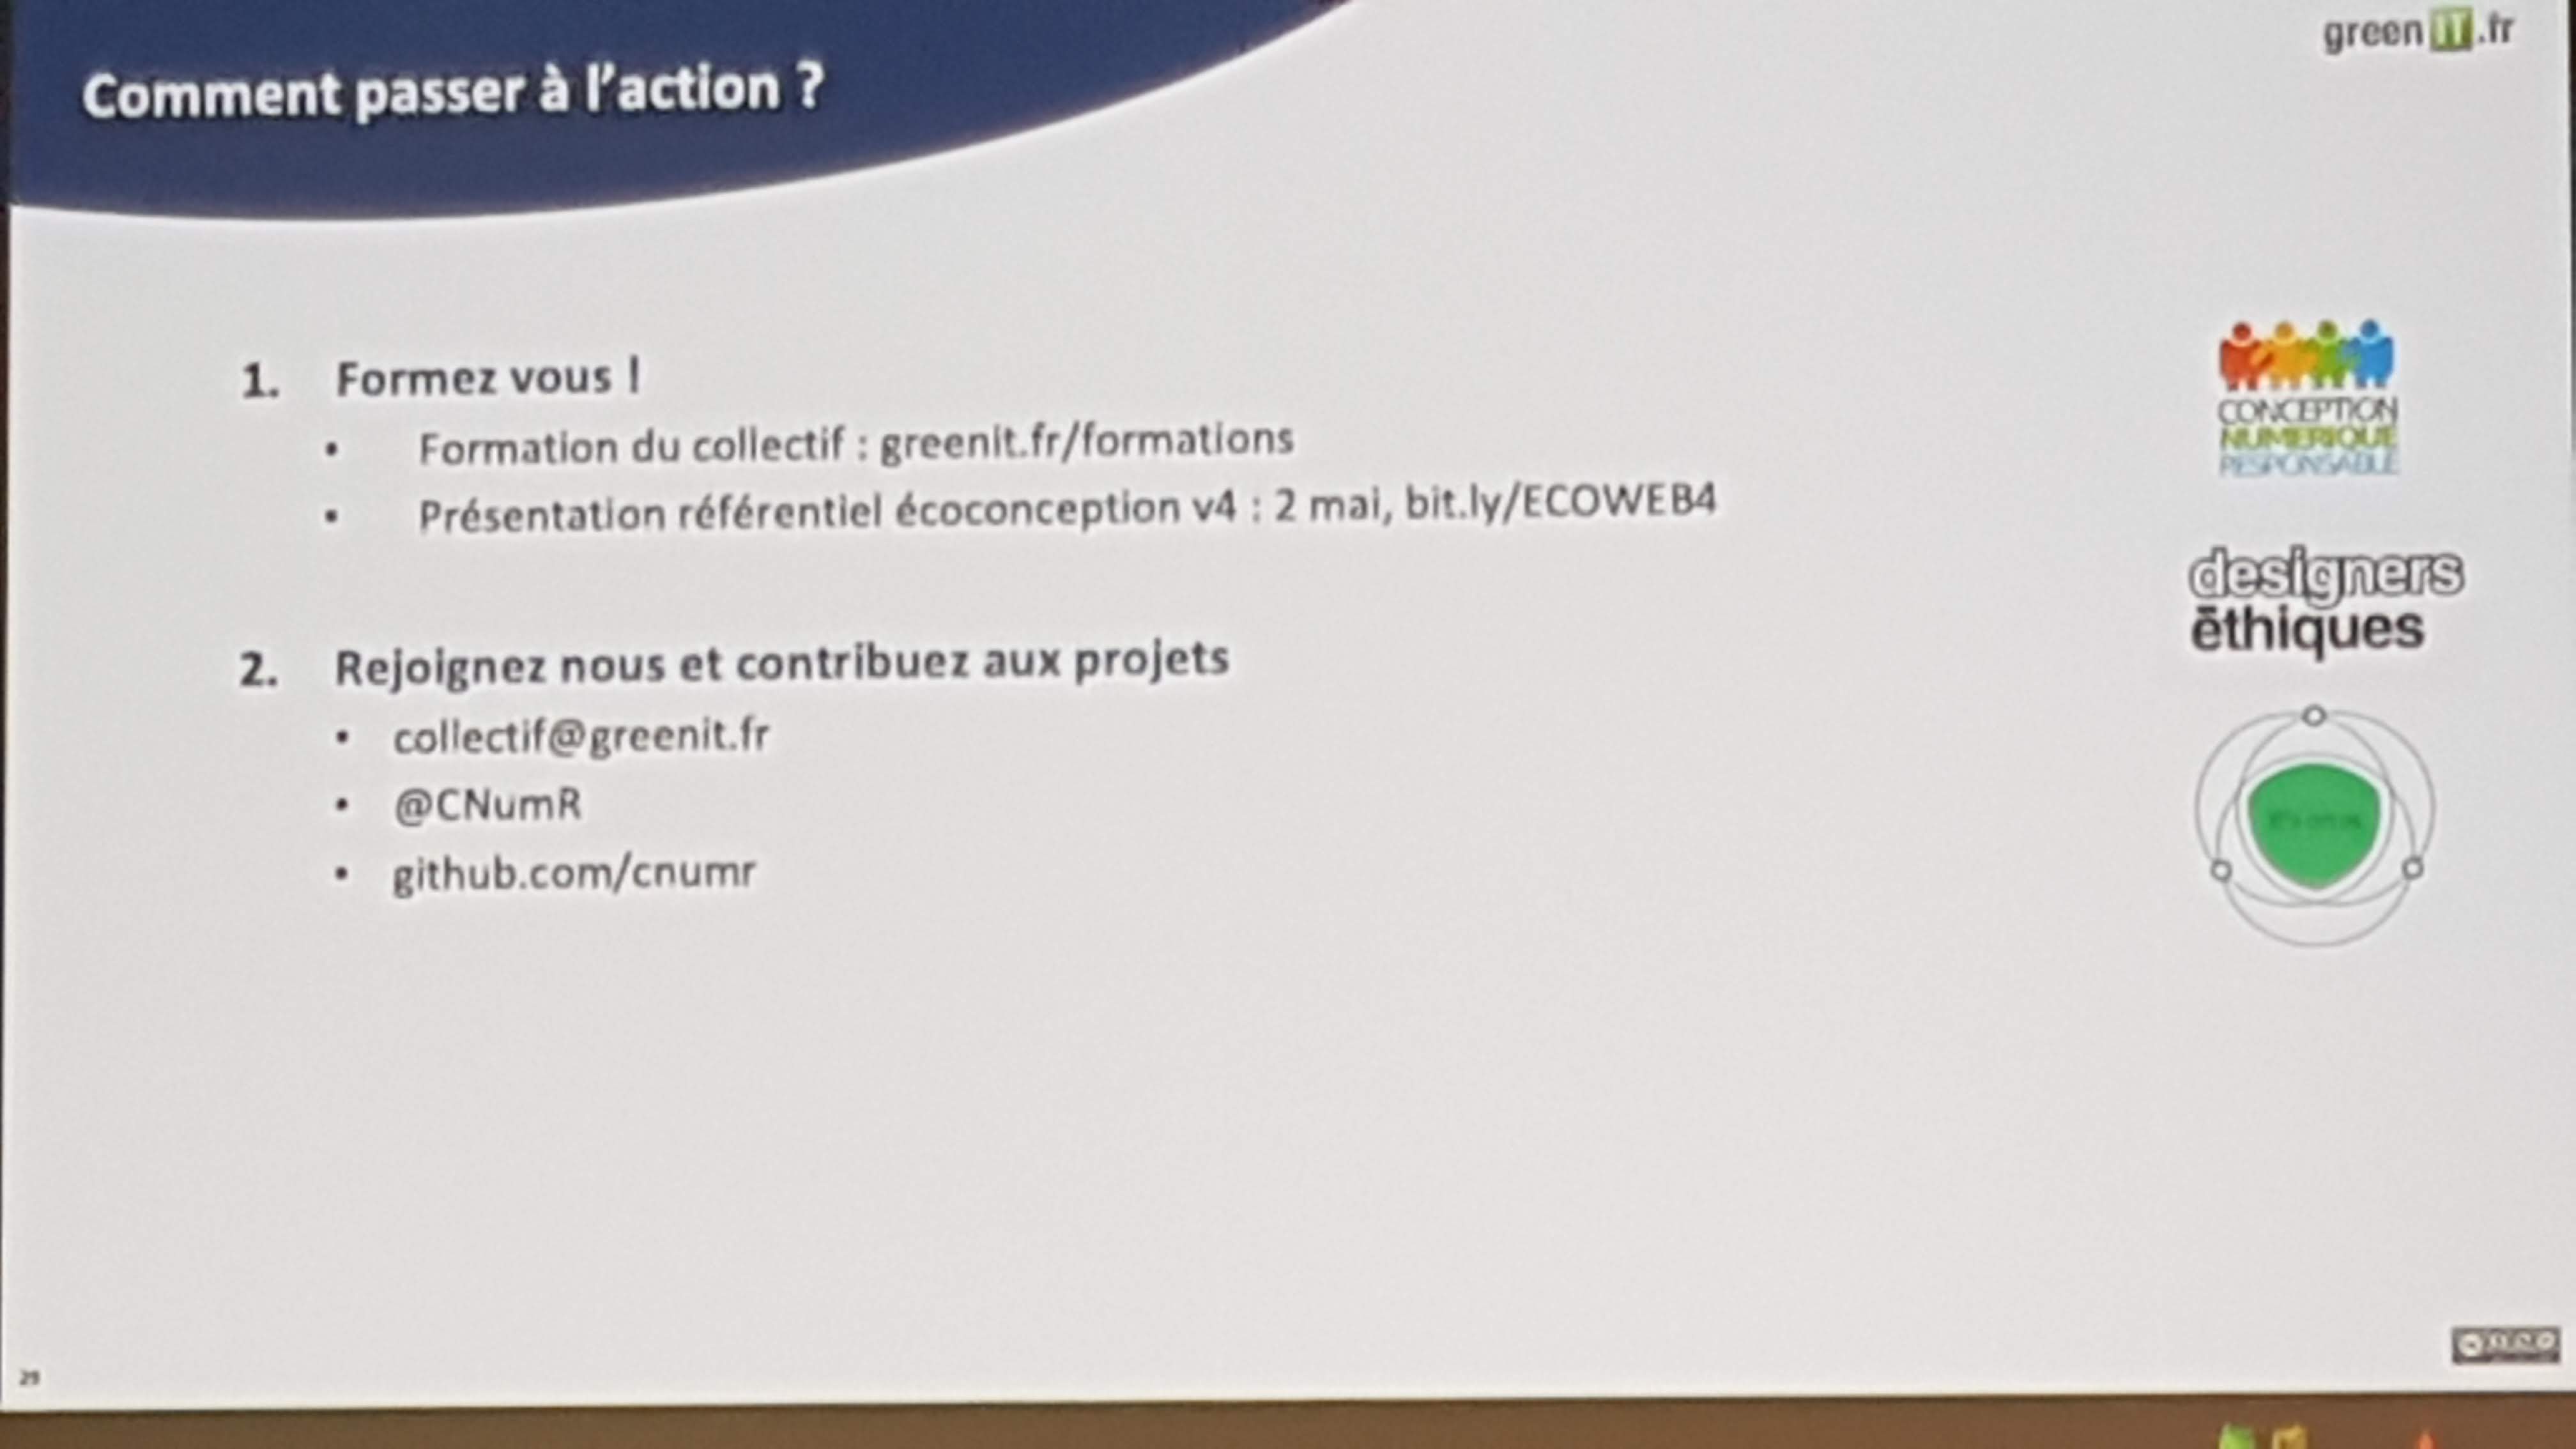 Comment passer à l'action ?
greenIT.fr
1. Formez vous !
• Formation du collectif : greenit.fr/formations
• Présentation référentiel écoconception v4 : 2 mai, bit.ly/ECOWEB4
2. Rejoignez nous et contribuez aux projets
• collectif@greenit.fr
• @CNumR
• github.com/cnumr
CONCEPTION
NUMERIQUE
RESPONSABLE
designers
ēthiques
29